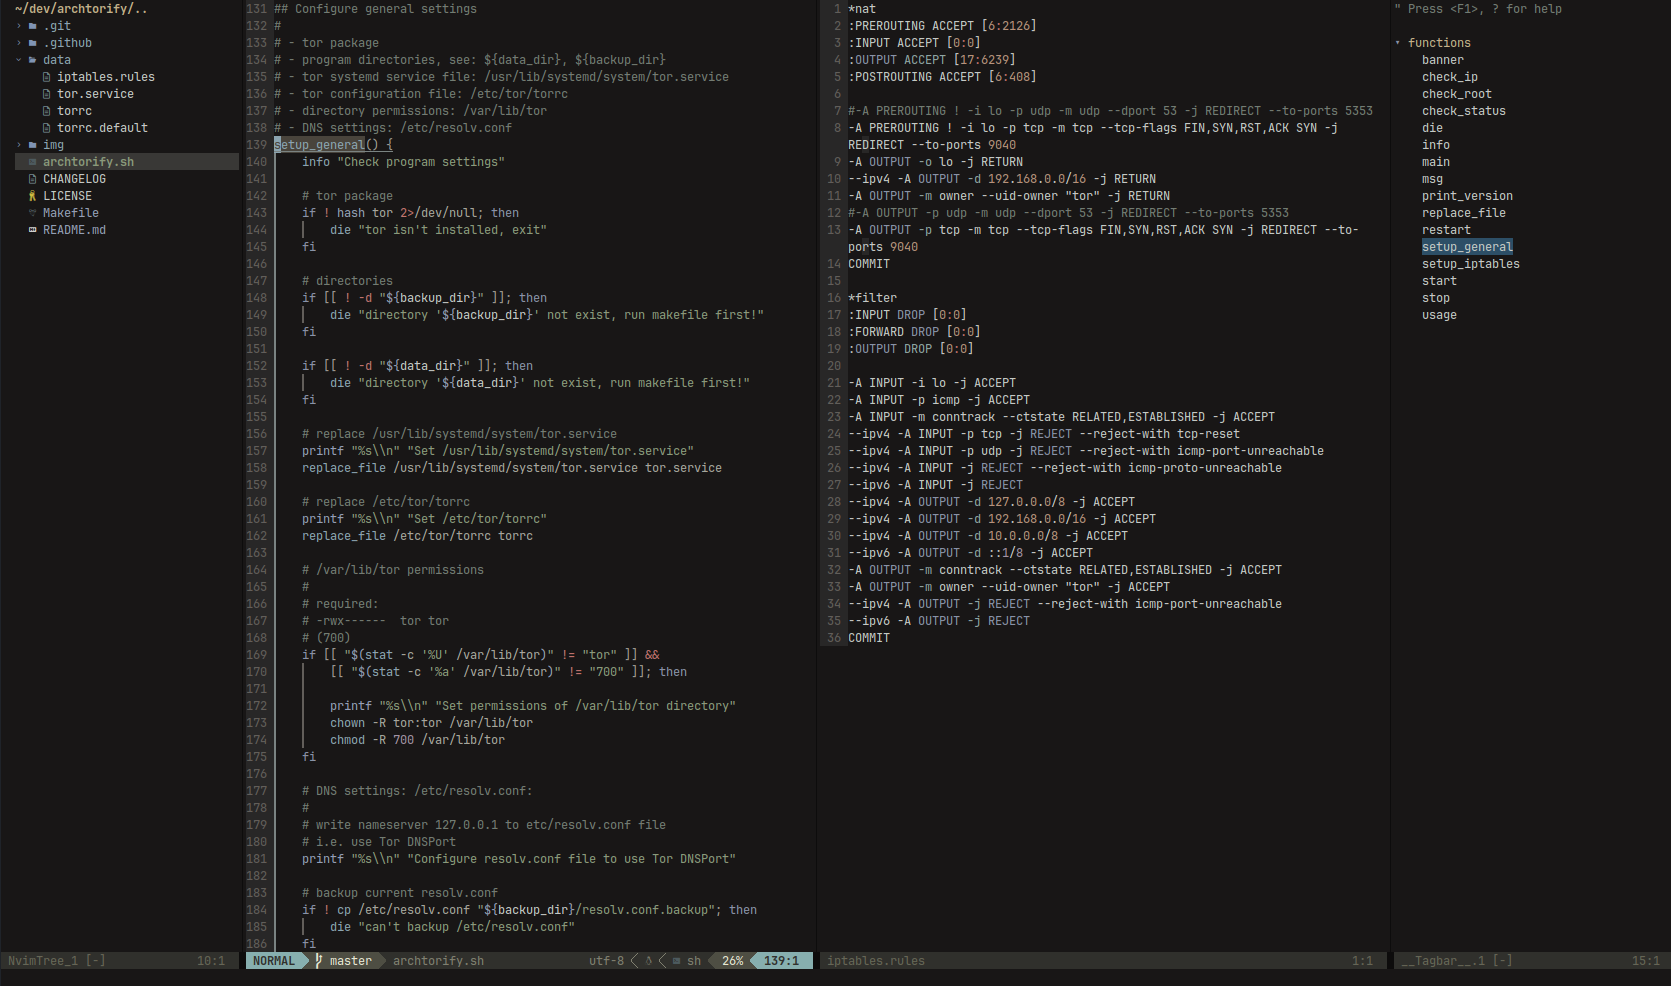 ~/dev/archtorify/..
.git
.github
data
iptables.rules
tor.service
torrc
torrc.default
img
archtorify.sh
CHANGELOG
LICENSE
Makefile
README.md
NvimTree_1 [-] 10:1
131 ## Configure general settings
132 #
133 # - tor package
134 # - program directories, see: ${data_dir}, ${backup_dir}
135 # - tor systemd service file: /usr/lib/systemd/system/tor.service
136 # - tor configuration file: /etc/tor/torrc
137 # - directory permissions: /var/lib/tor
138 # - DNS settings: /etc/resolv.conf
139 setup_general() {
140     info "Check program settings"
141
142     # tor package
143     if ! hash tor 2>/dev/null; then
144         die "tor isn't installed, exit"
145     fi
146
147     # directories
148     if [[ ! -d "${backup_dir}" ]]; then
149         die "directory '${backup_dir}' not exist, run makefile first!"
150     fi
151
152     if [[ ! -d "${data_dir}" ]]; then
153         die "directory '${data_dir}' not exist, run makefile first!"
154     fi
155
156     # replace /usr/lib/systemd/system/tor.service
157     printf "%s\\n" "Set /usr/lib/systemd/system/tor.service"
158     replace_file /usr/lib/systemd/system/tor.service tor.service
159
160     # replace /etc/tor/torrc
161     printf "%s\\n" "Set /etc/tor/torrc"
162     replace_file /etc/tor/torrc torrc
163
164     # /var/lib/tor permissions
165     #
166     # required:
167     # -rwx------  tor tor
168     # (700)
169     if [[ "$(stat -c '%U' /var/lib/tor)" != "tor" ]] &&
170         [[ "$(stat -c '%a' /var/lib/tor)" != "700" ]]; then
171
172         printf "%s\\n" "Set permissions of /var/lib/tor directory"
173         chown -R tor:tor /var/lib/tor
174         chmod -R 700 /var/lib/tor
175     fi
176
177     # DNS settings: /etc/resolv.conf:
178     #
179     # write nameserver 127.0.0.1 to etc/resolv.conf file
180     # i.e. use Tor DNSPort
181     printf "%s\\n" "Configure resolv.conf file to use Tor DNSPort"
182
183     # backup current resolv.conf
184     if ! cp /etc/resolv.conf "${backup_dir}/resolv.conf.backup"; then
185         die "can't backup /etc/resolv.conf"
186     fi
NORMAL master archtorify.sh utf-8 sh 26% 139:1
1 *nat
2 :PREROUTING ACCEPT [6:2126]
3 :INPUT ACCEPT [0:0]
4 :OUTPUT ACCEPT [17:6239]
5 :POSTROUTING ACCEPT [6:408]
6
7 #-A PREROUTING ! -i lo -p udp -m udp --dport 53 -j REDIRECT --to-ports 5353
8 -A PREROUTING ! -i lo -p tcp -m tcp --tcp-flags FIN,SYN,RST,ACK SYN -j
REDIRECT --to-ports 9040
9 -A OUTPUT -o lo -j RETURN
10 --ipv4 -A OUTPUT -d 192.168.0.0/16 -j RETURN
11 -A OUTPUT -m owner --uid-owner "tor" -j RETURN
12 #-A OUTPUT -p udp -m udp --dport 53 -j REDIRECT --to-ports 5353
13 -A OUTPUT -p tcp -m tcp --tcp-flags FIN,SYN,RST,ACK SYN -j REDIRECT --to-
ports 9040
14 COMMIT
15
16 *filter
17 :INPUT DROP [0:0]
18 :FORWARD DROP [0:0]
19 :OUTPUT DROP [0:0]
20
21 -A INPUT -i lo -j ACCEPT
22 -A INPUT -p icmp -j ACCEPT
23 -A INPUT -m conntrack --ctstate RELATED,ESTABLISHED -j ACCEPT
24 --ipv4 -A INPUT -p tcp -j REJECT --reject-with tcp-reset
25 --ipv4 -A INPUT -p udp -j REJECT --reject-with icmp-port-unreachable
26 --ipv4 -A INPUT -j REJECT --reject-with icmp-proto-unreachable
27 --ipv6 -A INPUT -j REJECT
28 --ipv4 -A OUTPUT -d 127.0.0.0/8 -j ACCEPT
29 --ipv4 -A OUTPUT -d 192.168.0.0/16 -j ACCEPT
30 --ipv4 -A OUTPUT -d 10.0.0.0/8 -j ACCEPT
31 --ipv6 -A OUTPUT -d ::1/8 -j ACCEPT
32 -A OUTPUT -m conntrack --ctstate RELATED,ESTABLISHED -j ACCEPT
33 -A OUTPUT -m owner --uid-owner "tor" -j ACCEPT
34 --ipv4 -A OUTPUT -j REJECT --reject-with icmp-port-unreachable
35 --ipv6 -A OUTPUT -j REJECT
36 COMMIT
iptables.rules 1:1
" Press <F1>, ? for help
functions
banner
check_ip
check_root
check_status
die
info
main
msg
print_version
replace_file
restart
setup_general
setup_iptables
start
stop
usage
__Tagbar__.1 [-] 15:1